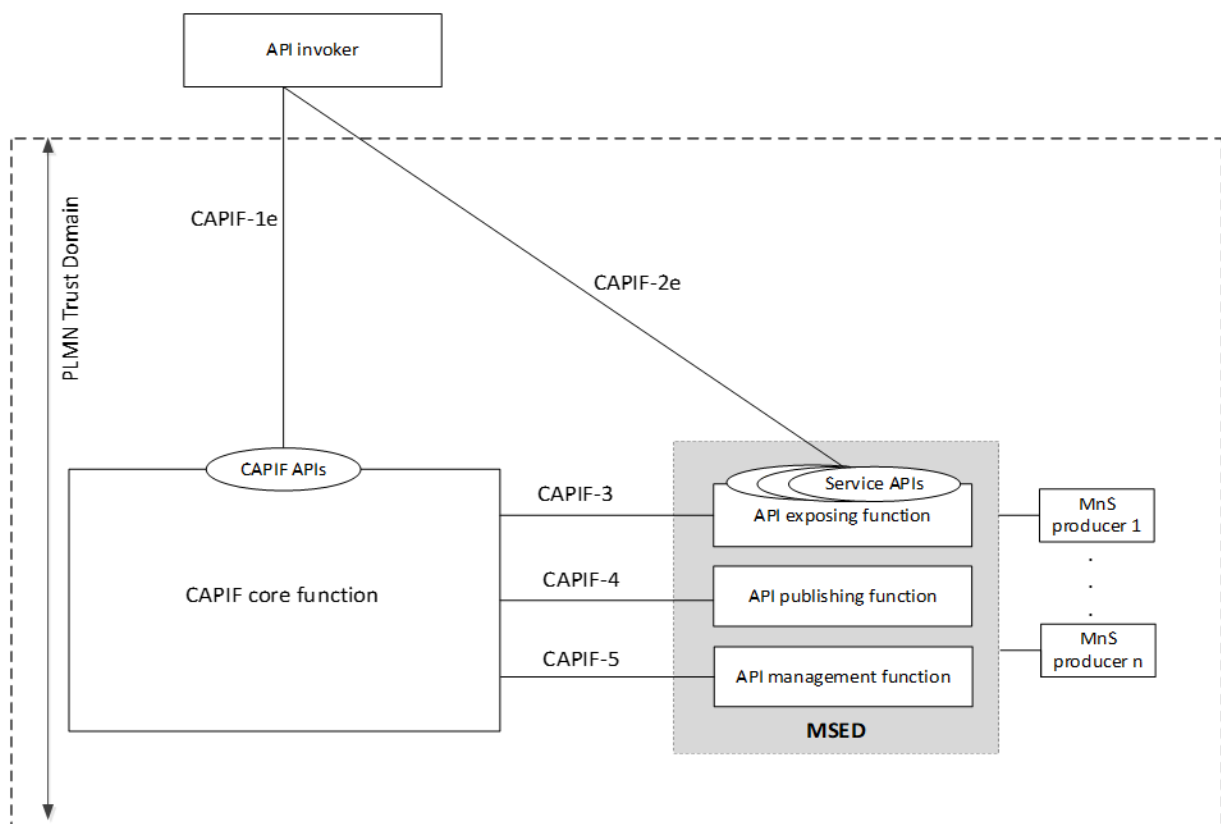 API invoker
PLMN Trust Domain
CAPIF-1e
CAPIF-2e
CAPIF APIs
CAPIF core function
CAPIF-3
CAPIF-4
CAPIF-5
Service APIs
API exposing function
API publishing function
API management function
MSED
MnS
producer 1
.
.
.
MnS
producer n